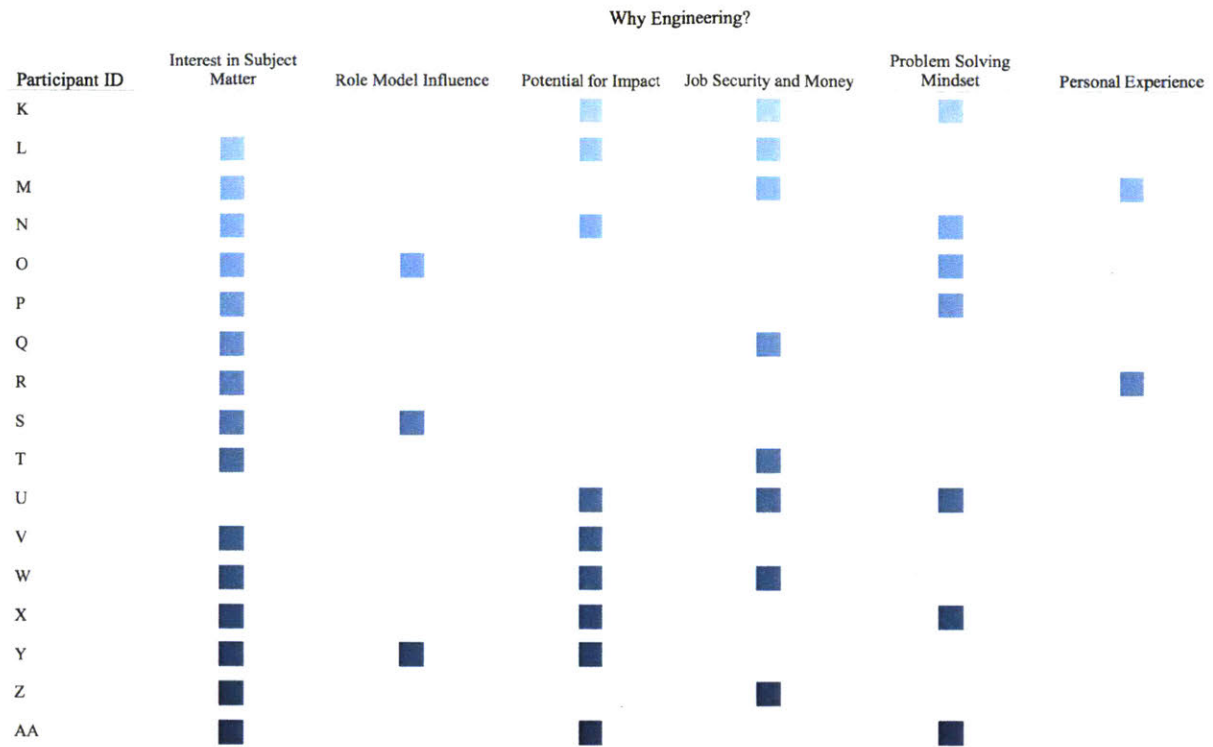 Why Engineering?
Participant ID
Interest in Subject
Matter
Role Model Influence
Potential for Impact
Job Security and Money
Problem Solving
Mindset
Personal Experience
K
L
M
N
O
P
Q
R
S
T
U
V
W
X
Y
Z
AA